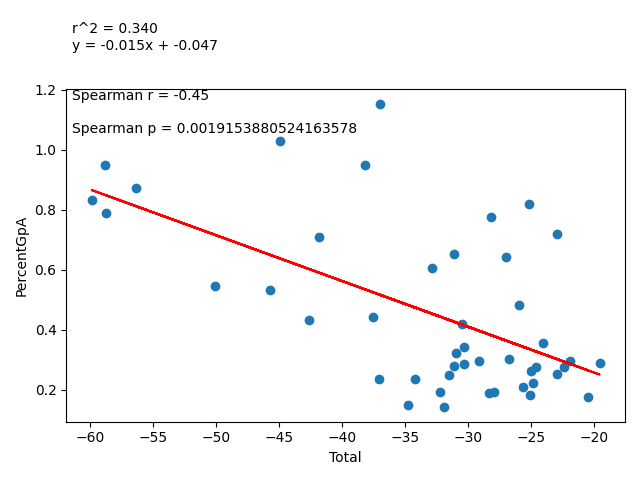 r^2 = 0.340
y = -0.015x + -0.047
Spearman r = -0.45
Spearman p = 0.0019153880524163578
1.2
1.0
0.8
0.6
0.4
0.2
PercentGpA
−60 −55 −50 −45 −40 −35 −30 −25 −20
Total